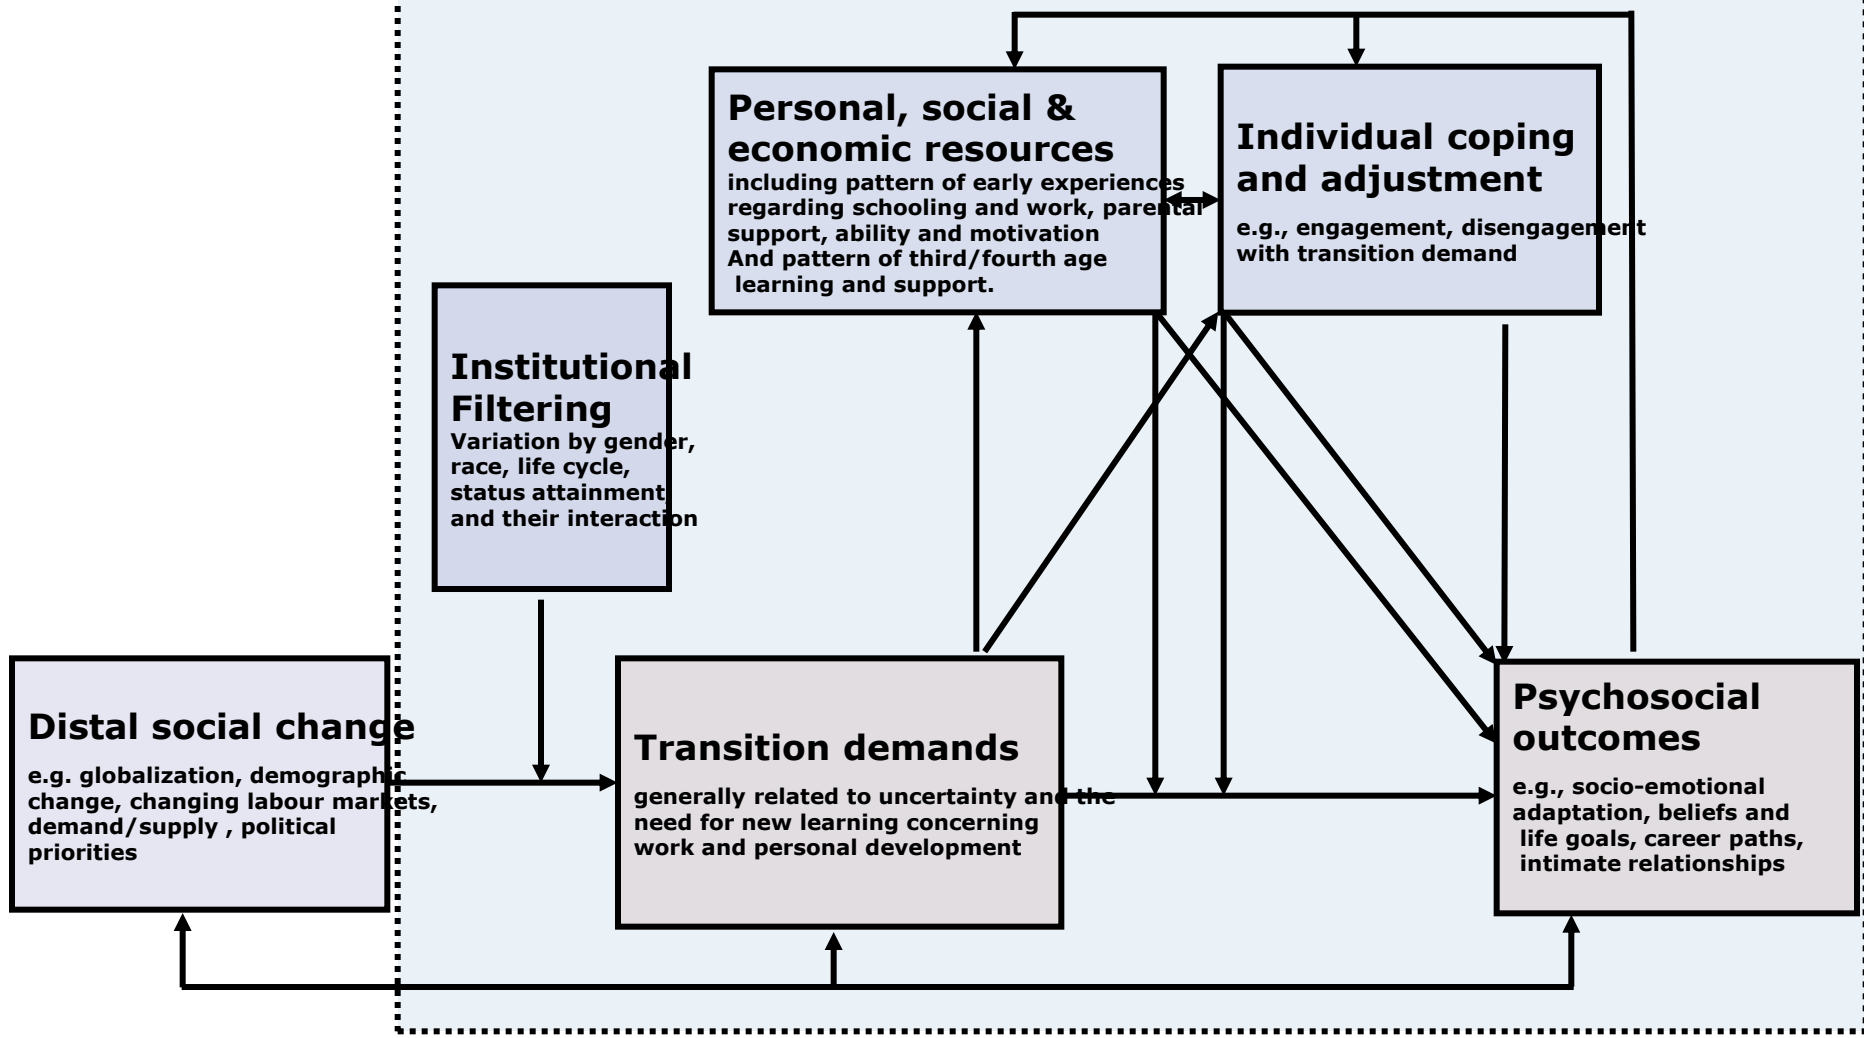 Personal, social &
economic resources
including pattern of early experiences
regarding schooling and work, parental
support, ability and motivation
And pattern of third/fourth age
learning and support.
Individual coping
and adjustment
e.g., engagement, disengagement
with transition demand
Institutional
Filtering
Variation by gender,
race, life cycle,
status attainment,
and their interaction
Distal social change
e.g. globalization, demographic
change, changing labour markets,
demand/supply , political
priorities
Transition demands
generally related to uncertainty and the
need for new learning concerning
work and personal development
Psychosocial
outcomes
e.g., socio-emotional
adaptation, beliefs and
life goals, career paths,
intimate relationships